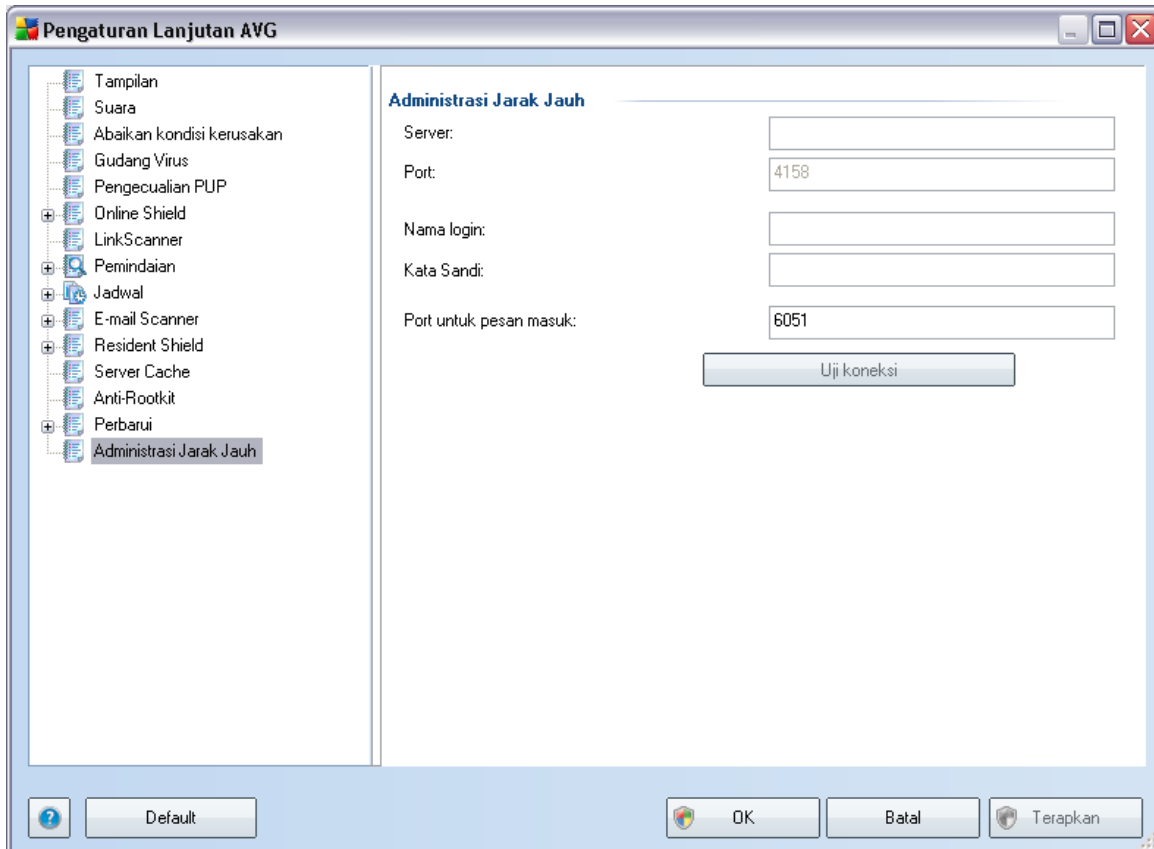 Pengaturan Lanjutan AVG
Tampilan
Suara
Abaikan kondisi kerusakan
Gudang Virus
Pengecualian PUP
Online Shield
LinkScanner
Pemindaian
Jadwal
E-mail Scanner
Resident Shield
Server Cache
Anti-Rootkit
Perbarui
Administrasi Jarak Jauh
Administrasi Jarak Jauh
Server:
Port: 4158
Nama login:
Kata Sandi:
Port untuk pesan masuk: 6051
Uji koneksi
? Default OK Batal Terapkan